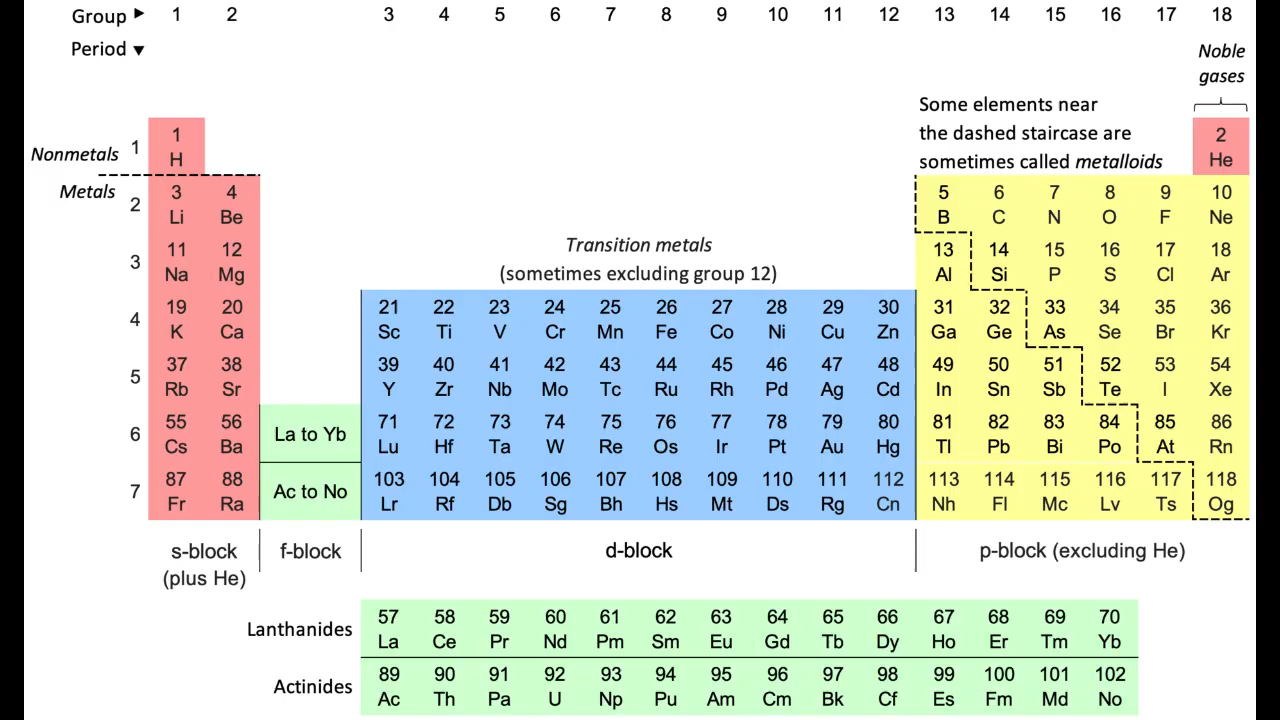 Group ▶ 1 2 3 4 5 6 7 8 9 10 11 12 13 14 15 16 17 18
Period ▼
Noble
gases
Some elements near
the dashed staircase are
sometimes called metalloids
Nonmetals 1
1 2
H He
Metals
2
3 4 5 6 7 8 9 10
Li Be B C N O F Ne
Transition metals
(sometimes excluding group 12)
3
11 12 13 14 15 16 17 18
Na Mg Al Si P S Cl Ar
4
19 20 21 22 23 24 25 26 27 28 29 30 31 32 33 34 35 36
K Ca Sc Ti V Cr Mn Fe Co Ni Cu Zn Ga Ge As Se Br Kr
5
37 38 39 40 41 42 43 44 45 46 47 48 49 50 51 52 53 54
Rb Sr Y Zr Nb Mo Tc Ru Rh Pd Ag Cd In Sn Sb Te I Xe
6
55 56 La to Yb 71 72 73 74 75 76 77 78 79 80 81 82 83 84 85 86
Cs Ba Lu Hf Ta W Re Os Ir Pt Au Hg Tl Pb Bi Po At Rn
7
87 88 Ac to No 103 104 105 106 107 108 109 110 111 112 113 114 115 116 117 118
Fr Ra Lr Rf Db Sg Bh Hs Mt Ds Rg Cn Nh Fl Mc Lv Ts Og
s-block f-block d-block p-block (excluding He)
(plus He)
57 58 59 60 61 62 63 64 65 66 67 68 69 70
Lanthanides
La Ce Pr Nd Pm Sm Eu Gd Tb Dy Ho Er Tm Yb
89 90 91 92 93 94 95 96 97 98 99 100 101 102
Actinides
Ac Th Pa U Np Pu Am Cm Bk Cf Es Fm Md No